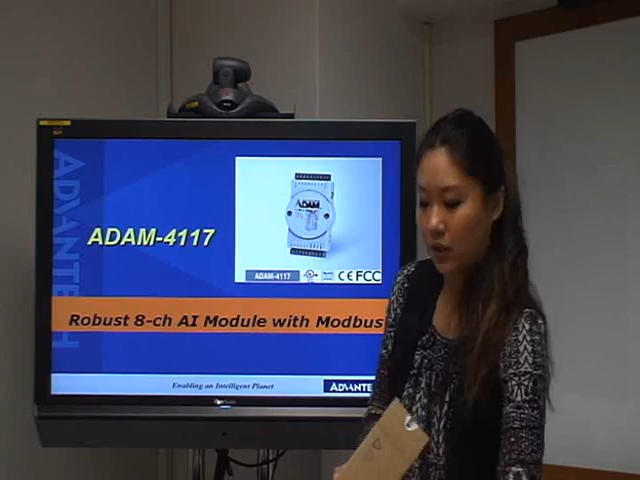 ADVANTECH
ADAM-4117
ADAM
ADAM-4117
CE FCC
Robust 8-ch AI Module with Modbus
Enabling an Intelligent Planet
ADVANTE